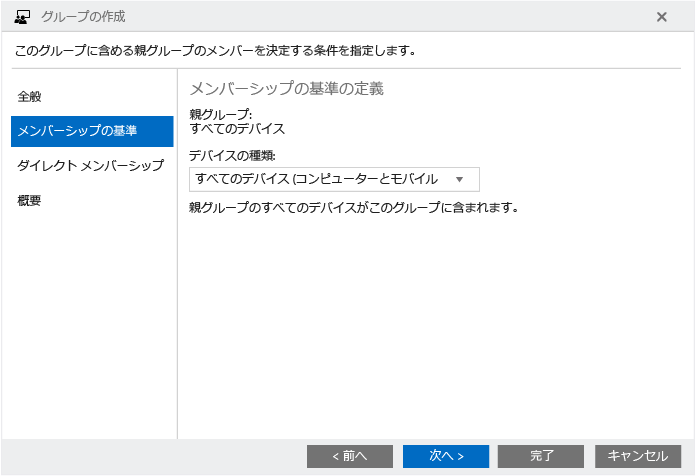 グループの作成
このグループに含める親グループのメンバーを決定する条件を指定します。
全般
メンバーシップの基準
ダイレクト メンバーシップ
概要
メンバーシップの基準の定義
親グループ:
すべてのデバイス
デバイスの種類:
すべてのデバイス (コンピューターとモバイル
親グループのすべてのデバイスがこのグループに含まれます。
< 前へ
次へ >
完了
キャンセル